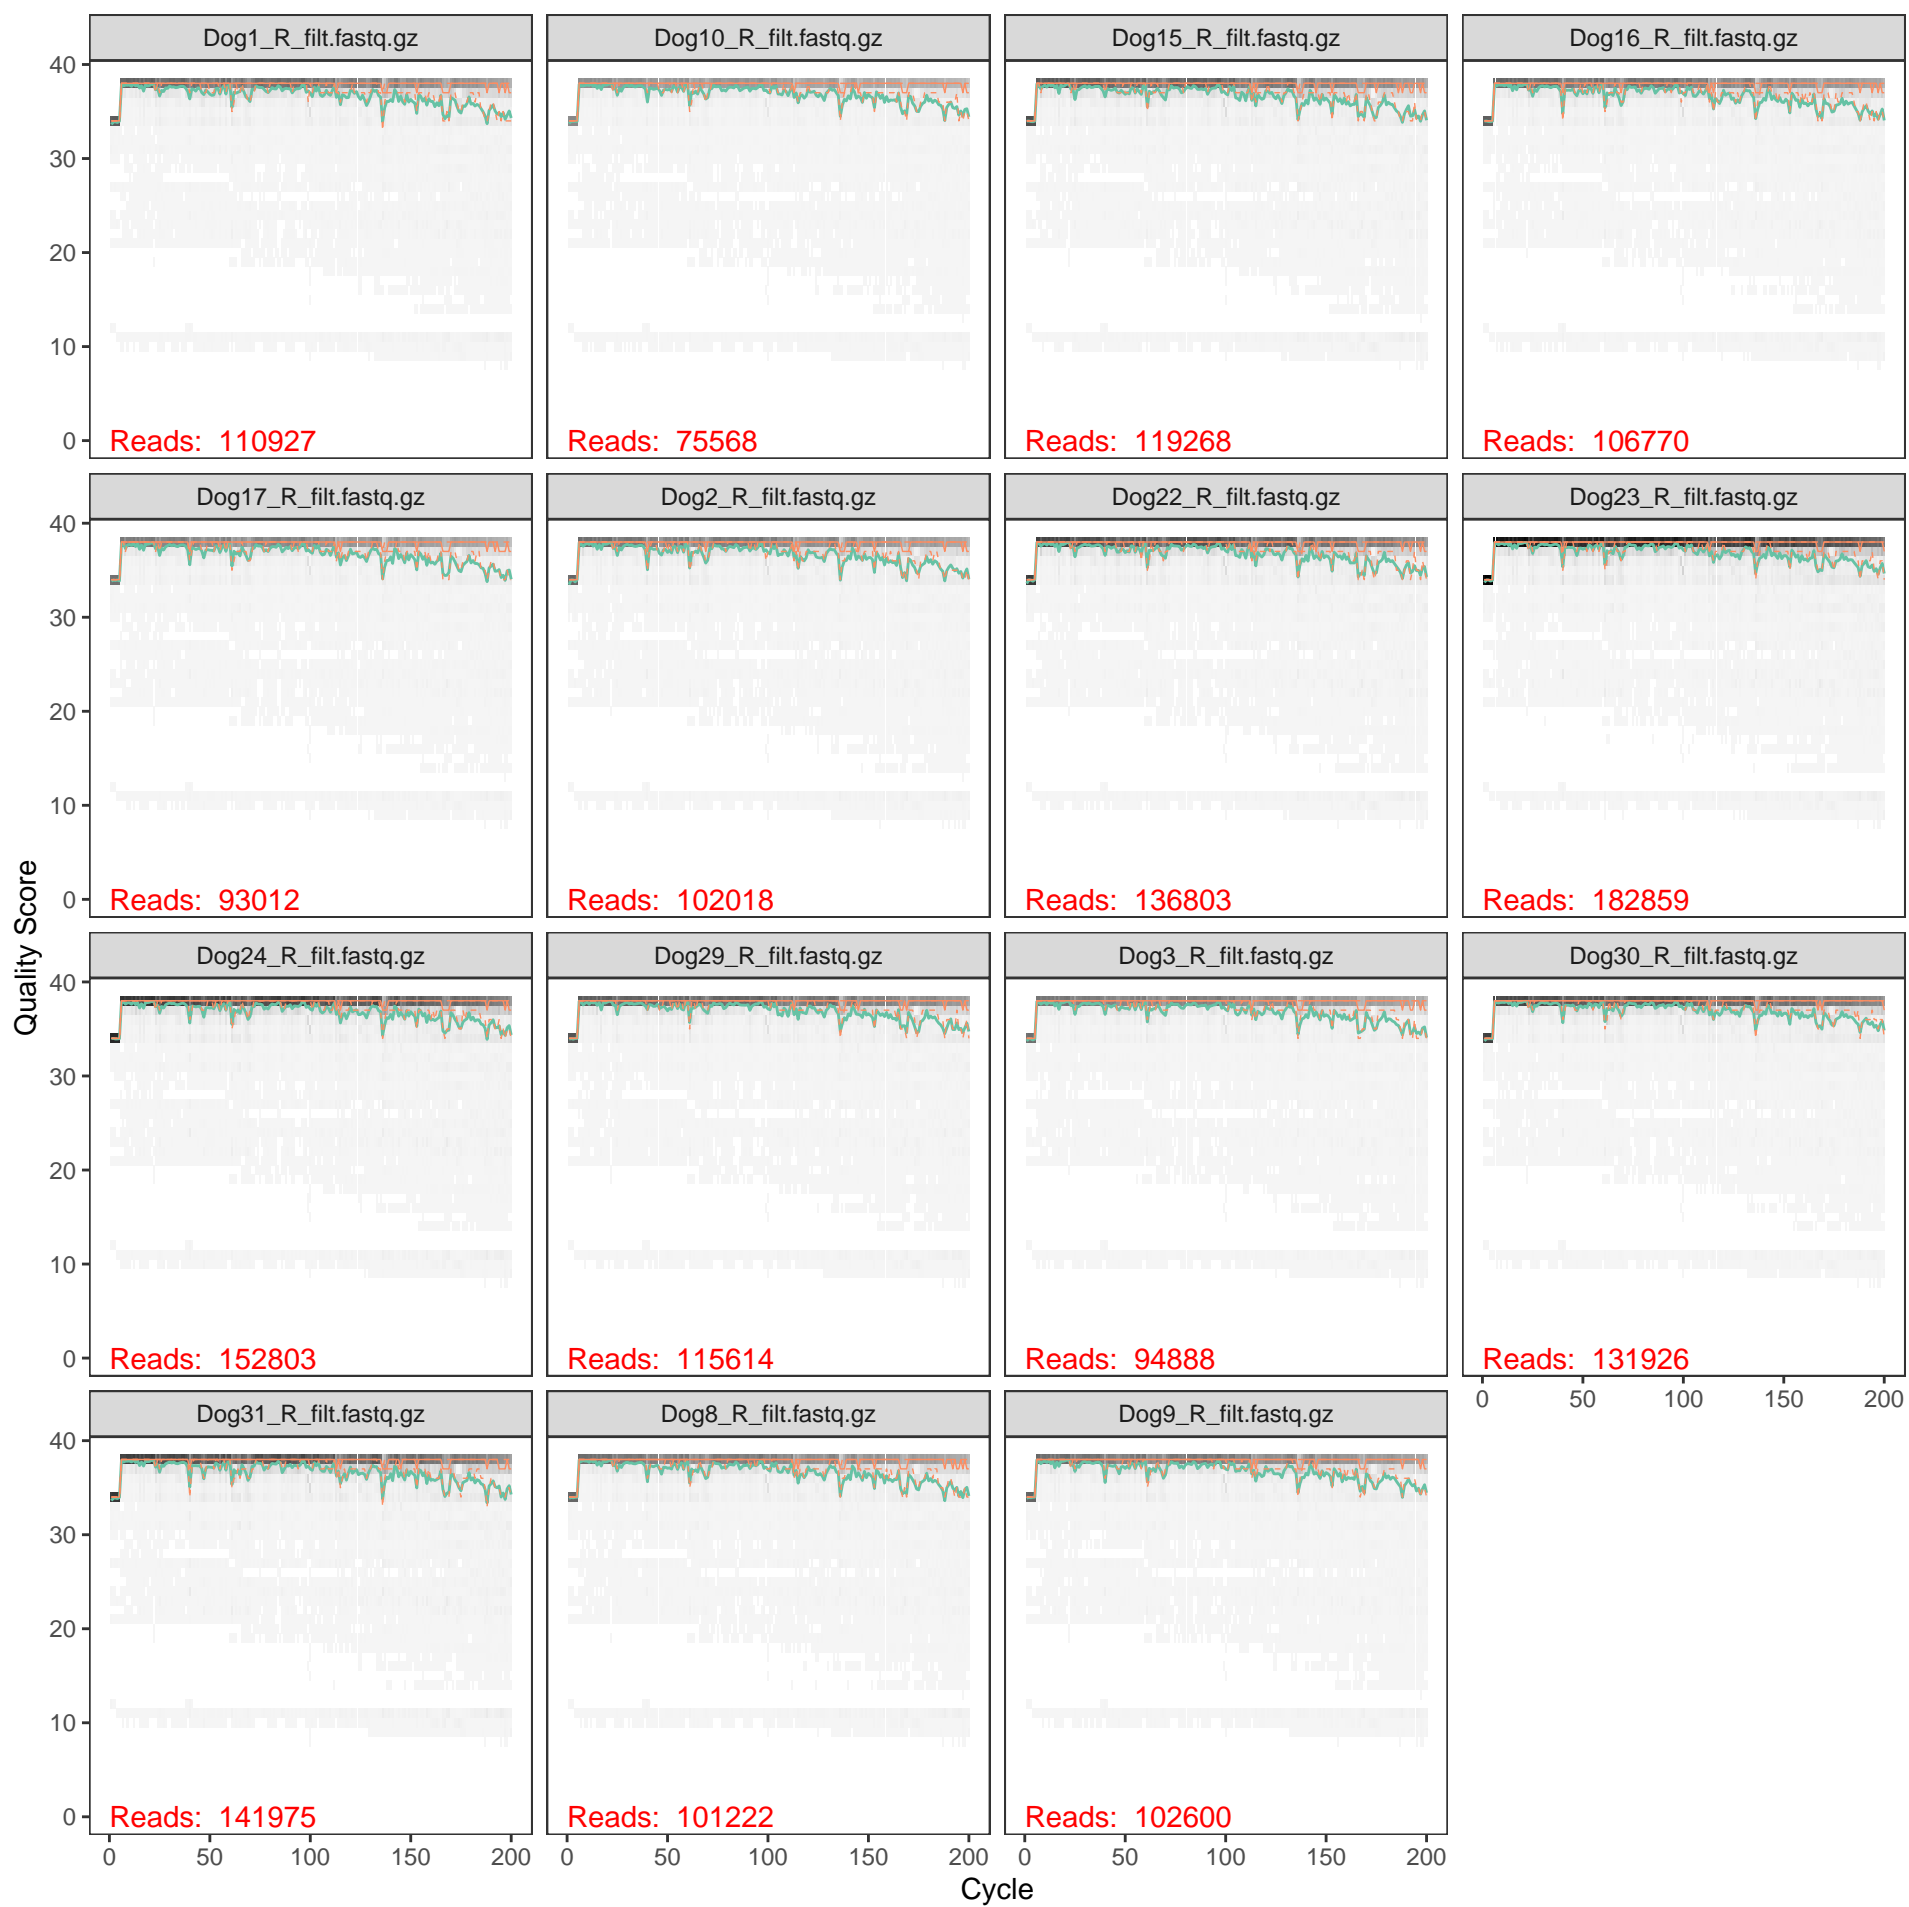 Dog1_R_filt.fastq.gz
Dog10_R_filt.fastq.gz
Dog15_R_filt.fastq.gz
Dog16_R_filt.fastq.gz
40
30
20
10
0
Reads: 110927
Reads: 75568
Reads: 119268
Reads: 106770
Dog17_R_filt.fastq.gz
Dog2_R_filt.fastq.gz
Dog22_R_filt.fastq.gz
Dog23_R_filt.fastq.gz
40
30
20
10
0
Reads: 93012
Reads: 102018
Reads: 136803
Reads: 182859
Quality Score
Dog24_R_filt.fastq.gz
Dog29_R_filt.fastq.gz
Dog3_R_filt.fastq.gz
Dog30_R_filt.fastq.gz
40
30
20
10
0
Reads: 152803
Reads: 115614
Reads: 94888
Reads: 131926
0 50 100 150 200
Dog31_R_filt.fastq.gz
Dog8_R_filt.fastq.gz
Dog9_R_filt.fastq.gz
40
30
20
10
0
Reads: 141975
Reads: 101222
Reads: 102600
0 50 100 150 200
0 50 100 150 200
0 50 100 150 200
Cycle